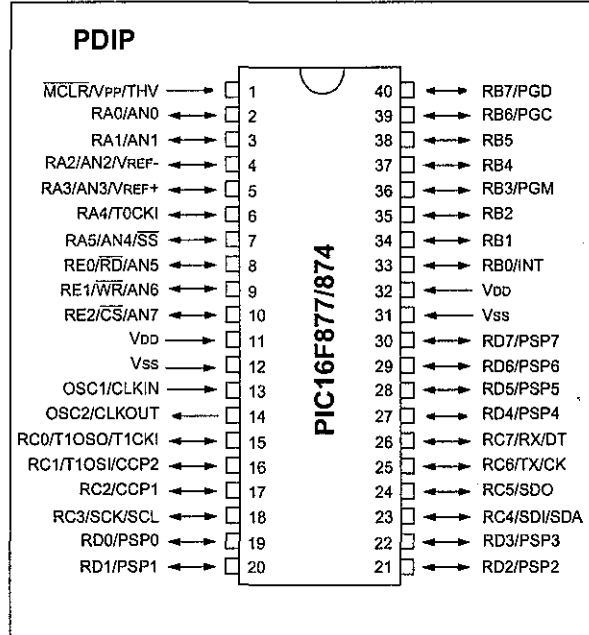 PDIP
MCLR/VPP/THV 1 40 RB7/PGD
RA0/AN0 2 39 RB6/PGC
RA1/AN1 3 38 RB5
RA2/AN2/VREF- 4 37 RB4
RA3/AN3/VREF+ 5 36 RB3/PGM
RA4/T0CKI 6 35 RB2
RA5/AN4/SS 7 34 RB1
RE0/RD/AN5 8 33 RB0/INT
RE1/WR/AN6 9 32 VDD
RE2/CS/AN7 10 31 VSS
VDD 11 30 RD7/PSP7
VSS 12 29 RD6/PSP6
OSC1/CLKIN 13 28 RD5/PSP5
OSC2/CLKOUT 14 27 RD4/PSP4
RC0/T1OSO/T1CKI 15 26 RC7/RX/DT
RC1/T1OSI/CCP2 16 25 RC6/TX/CK
RC2/CCP1 17 24 RC5/SDO
RC3/SCK/SCL 18 23 RC4/SDI/SDA
RD0/PSP0 19 22 RD3/PSP3
RD1/PSP1 20 21 RD2/PSP2
PIC16F877/874